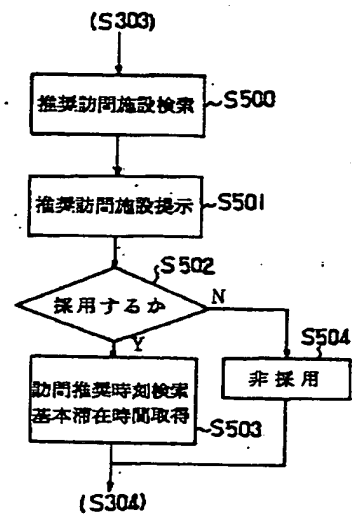 (S303)
推奨訪問施設検索
S500
推奨訪問施設提示
S501
S502
採用するか
N
Y
S504
非採用
訪問推奨時刻検索
基本滞在時間取得
S503
(S304)